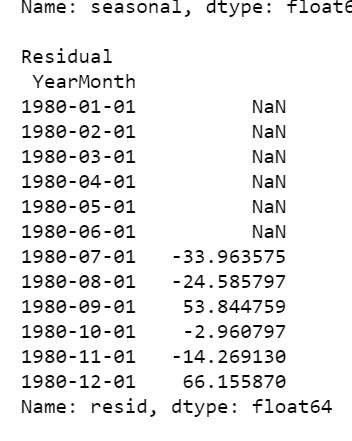 Name: seasonal, dtype: float6
Residual
YearMonth
1980-01-01 NaN
1980-02-01 NaN
1980-03-01 NaN
1980-04-01 NaN
1980-05-01 NaN
1980-06-01 NaN
1980-07-01 -33.963575
1980-08-01 -24.585797
1980-09-01 53.844759
1980-10-01 -2.960797
1980-11-01 -14.269130
1980-12-01 66.155870
Name: resid, dtype: float64